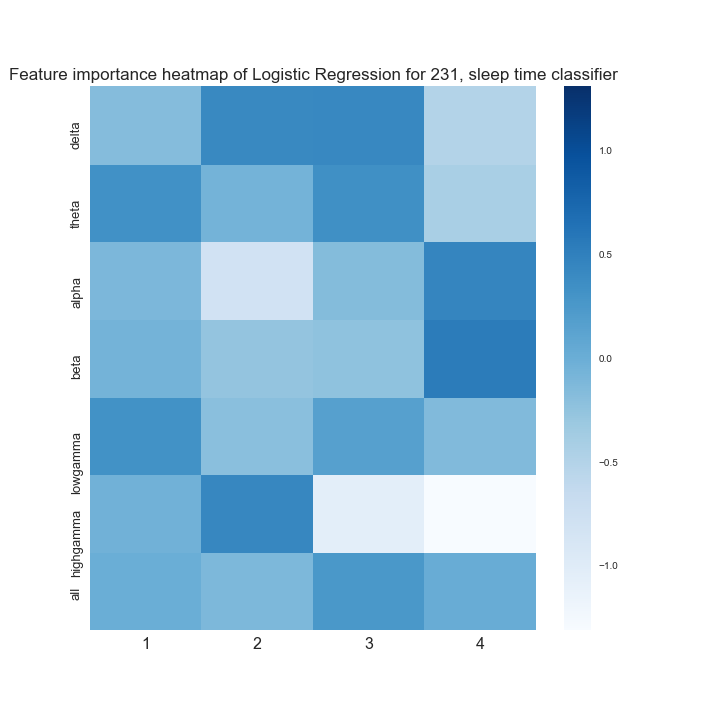 Feature importance heatmap of Logistic Regression for 231, sleep time classifier
delta
theta
alpha
beta
lowgamma
highgamma
all
1 2 3 4
1.0
0.5
0.0
−0.5
−1.0